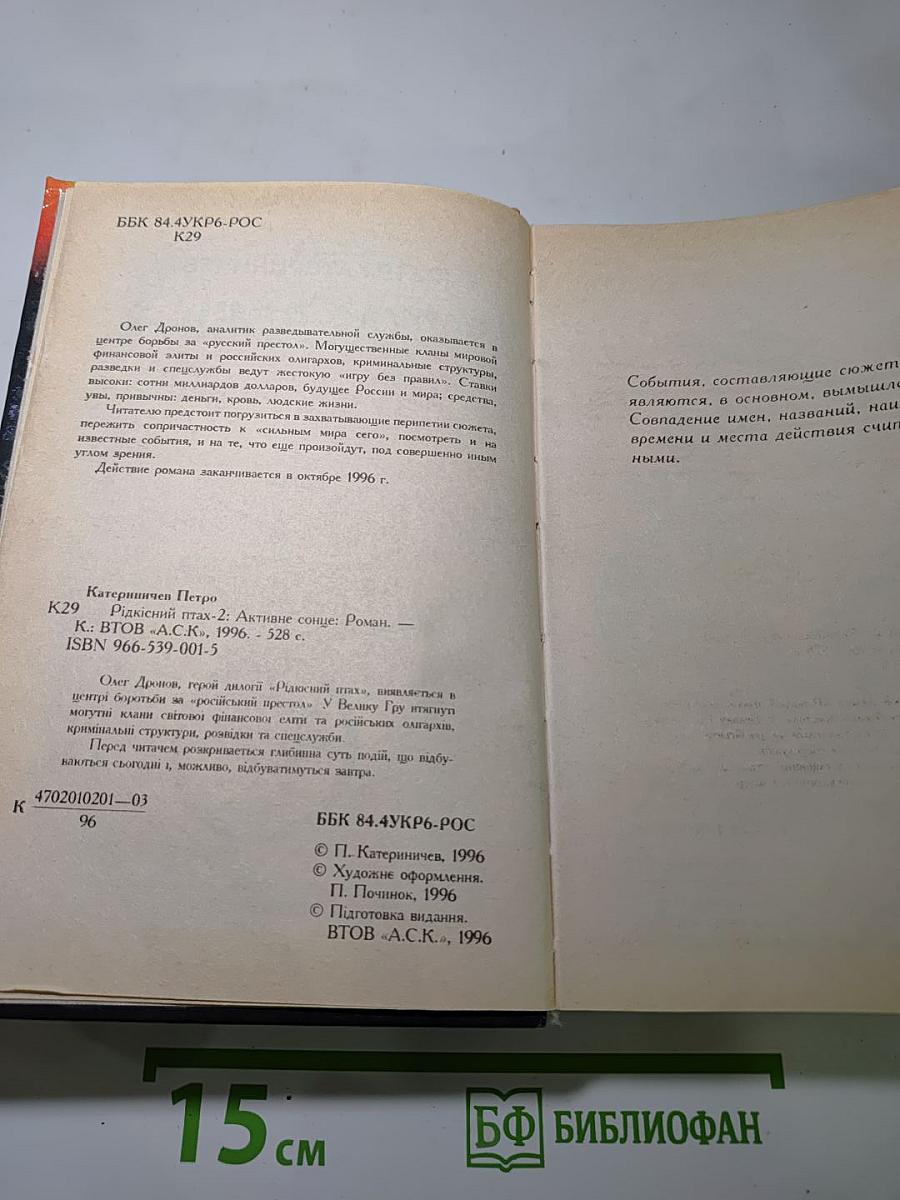 ББК 84.4УКР6-РОС
К29
Олег Дронов, аналитик разведывательной службы, оказывается в
центре борьбы за «русский престол». Могущественные кланы мировой
финансовой элиты и российских олигархов, криминальные структуры,
разведки и спецслужбы ведут жестокую «игру без правил». Ставки
высоки: сотни миллиардов долларов, будущее России и мира; средства,
увы, привычны: деньги, кровь, людские жизни.
Читателю предстоит погрузиться в захватывающие перипетии сюжета,
пережить сопричастность к «сильным мира сего», посмотреть и на
известные события, и на те, что еще произойдут, под совершенно иным
углом зрения.
Действие романа заканчивается в октябре 1996 г.
Катериничев Петро
К29 Рідкісний птах-2: Активне сонце: Роман. —
К.: ВТОВ «А.С.К», 1996. - 528 с.
ISBN 966-539-001-5
Олег Дронов, герой дилогії «Рідкісний птах», виявляється в
центрі боротьби за «російський престол» У Велику Гру втягнуті
могутні клани світової фінансової еліти та російських олігархів,
кримінальні структури, розвідки та спецслужби.
Перед читачем розкривається глибинна суть подій, що відбу-
ваються сьогодні і, можливо, відбуватимуться завтра.
К 4702010201—03
96
ББК 84.4УКР6-РОС
© П. Катериничев, 1996
© Художнє оформлення.
П. Починок, 1996
© Підготовка видання.
ВТОВ «А.С.К.», 1996
События, составляющие сюжет
являются, в основном, вымышле
Совпадение имен, названий, наи
времени и места действия счит
ными.
15 см
БФ БИБЛИОФАН